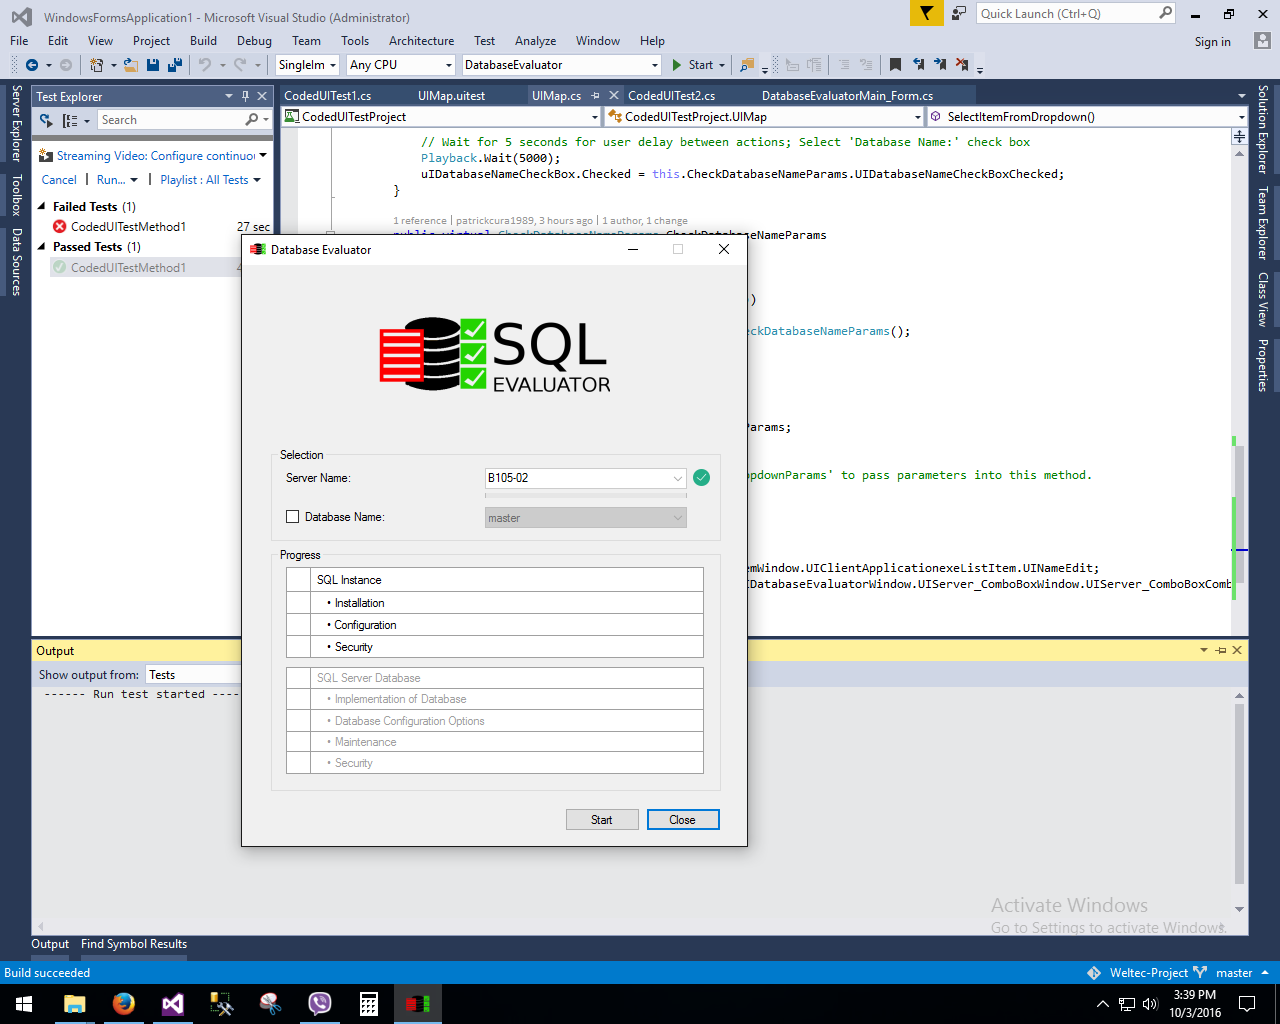 WindowsFormsApplication1 - Microsoft Visual Studio (Administrator)
Quick Launch (Ctrl+Q)
File Edit View Project Build Debug Team Tools Architecture Test Analyze Window Help
Sign in
Any CPU DatabaseEvaluator Start
Server Explorer
Toolbox
Data Sources
Test Explorer
Search
Streaming Video: Configure
Cancel | Run... | Playlist : All Tests
Failed Tests (1)
CodedUITestMethod1 27 sec
Passed Tests (1)
CodedUITestMethod1
CodedUITest1.cs UIMap.uitest UIMap.cs CodedUITest2.cs DatabaseEvaluatorMain_Form.cs
CodedUITestProject CodedUITestProject.UIMap SelectItemFromDropdown()
// Wait for 5 seconds for user delay between actions; Select 'Database Name:' check box
Playback.Wait(5000);
uIDatabaseNameCheckBox.Checked = this.CheckDatabaseNameParams.UIDatabaseNameCheckBoxChecked;
}
1 reference | patrickcura1989, 3 hours ago | 1 author, 1 change
)
ckDatabaseNameParams();
arams;
opdownParams' to pass parameters into this method.
mWindow.UIClientApplicationexeListItem.UINameEdit;
IDatabaseEvaluatorWindow.UIServer_ComboBoxWindow.UIServer_ComboBoxComb
Solution Explorer
Team Explorer
Class View
Properties
Database Evaluator
SQL
EVALUATOR
Selection
Server Name: B105-02
Database Name: master
Progress
SQL Instance
• Installation
• Configuration
• Security
SQL Server Database
• Implementation of Database
• Database Configuration Options
• Maintenance
• Security
Start Close
Output
Show output from: Tests
------ Run test started ----
Activate Windows
Go to Settings to activate Windows.
Output Find Symbol Results
Build succeeded
Weltec-Project master
3:39 PM
10/3/2016